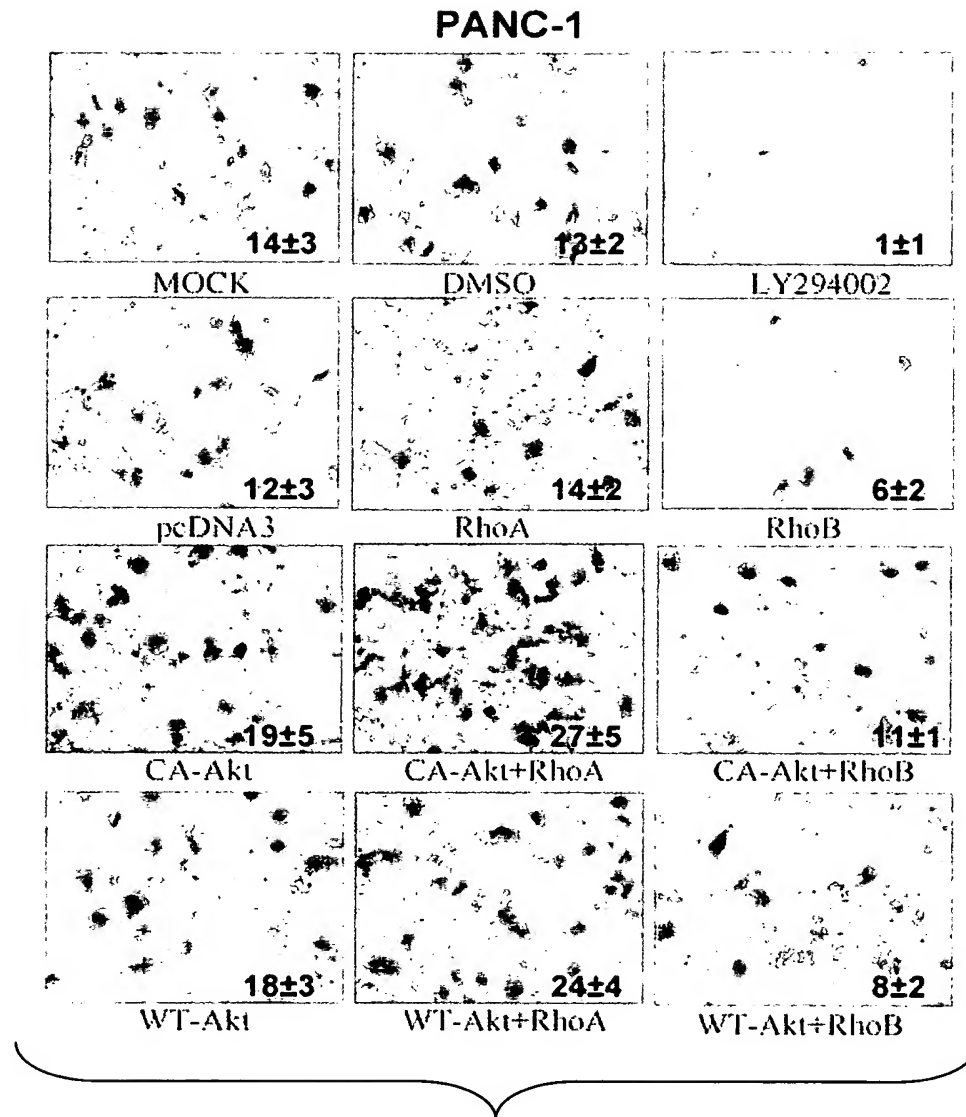 PANC-1
14±3 13±2 1±1
MOCK DMSO LY294002
12±3 14±2 6±2
pcDNA3 RhoA RhoB
19±5 27±5 11±1
CA-Akt CA-Akt+RhoA CA-Akt+RhoB
18±3 24±4 8±2
WT-Akt WT-Akt+RhoA WT-Akt+RhoB